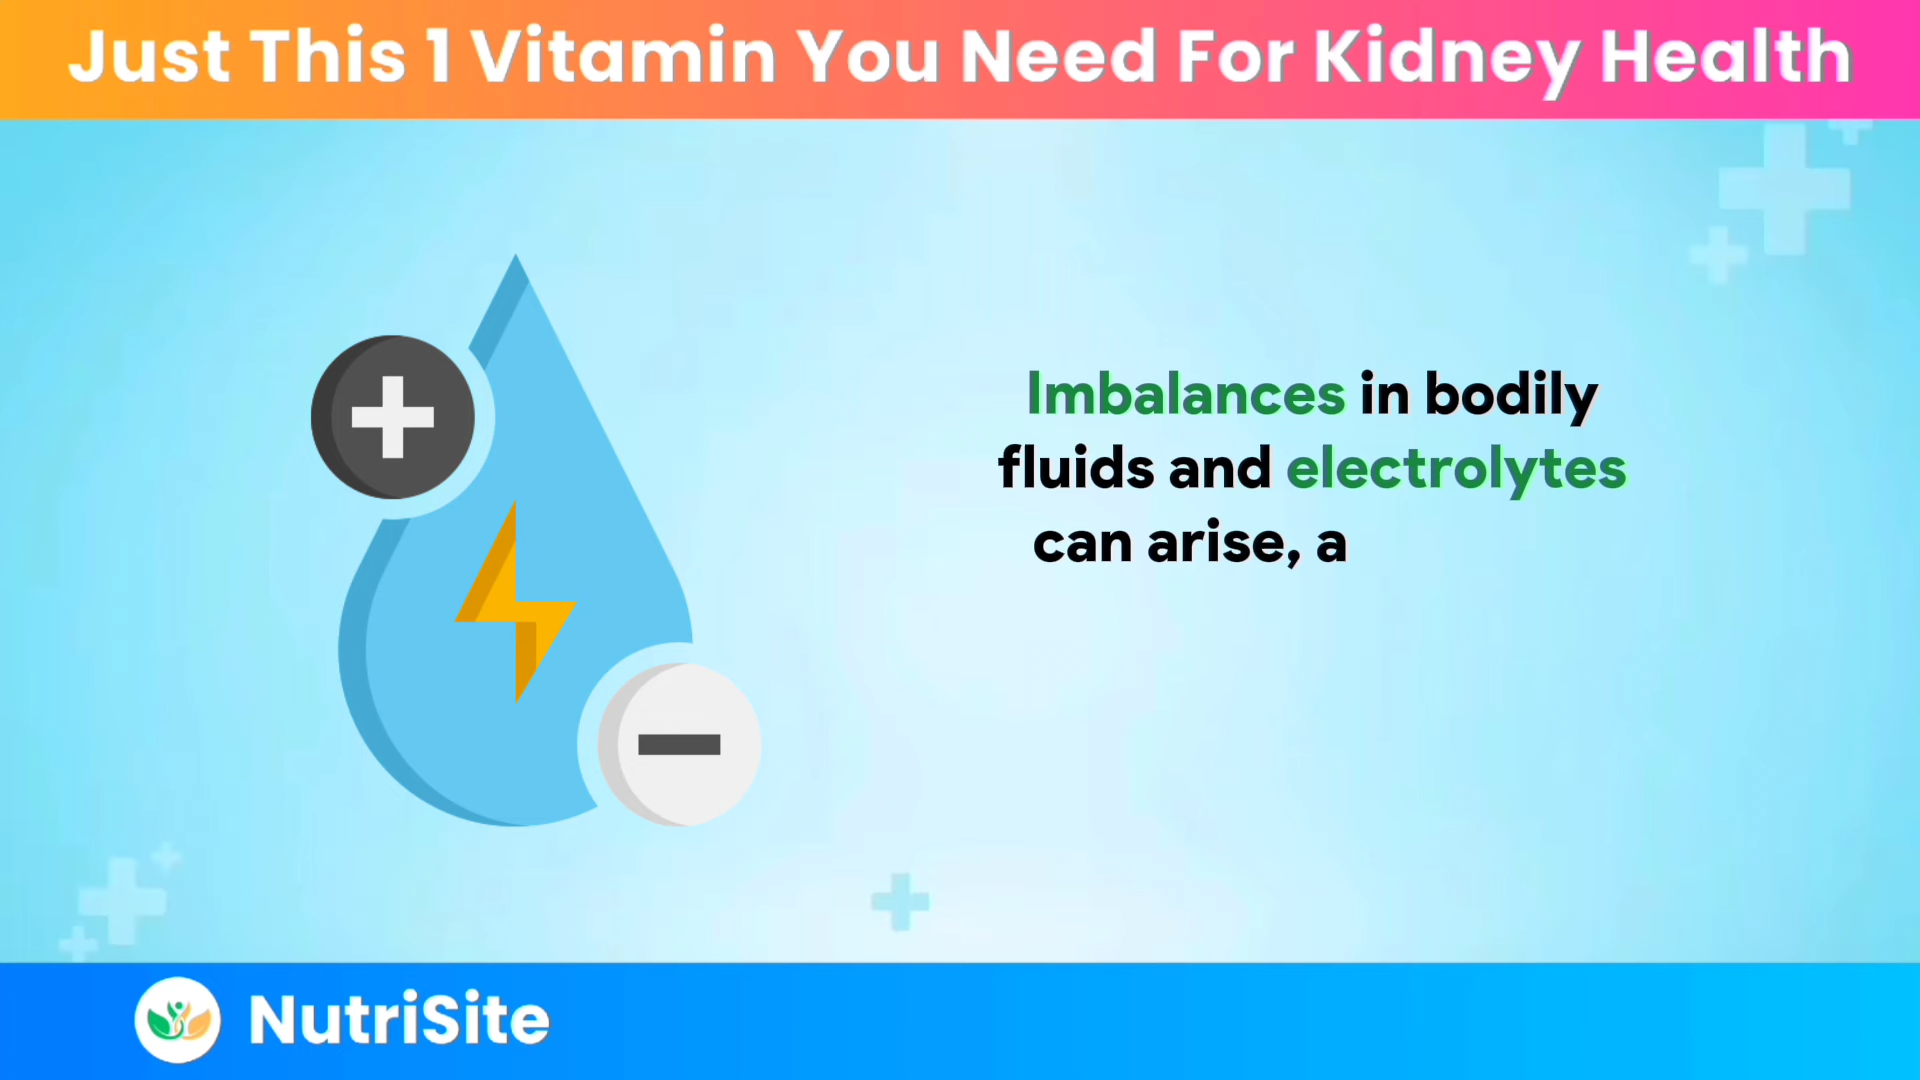 Just This 1 Vitamin You Need For Kidney Health
Imbalances in bodily
fluids and electrolytes
can arise, a
NutriSite